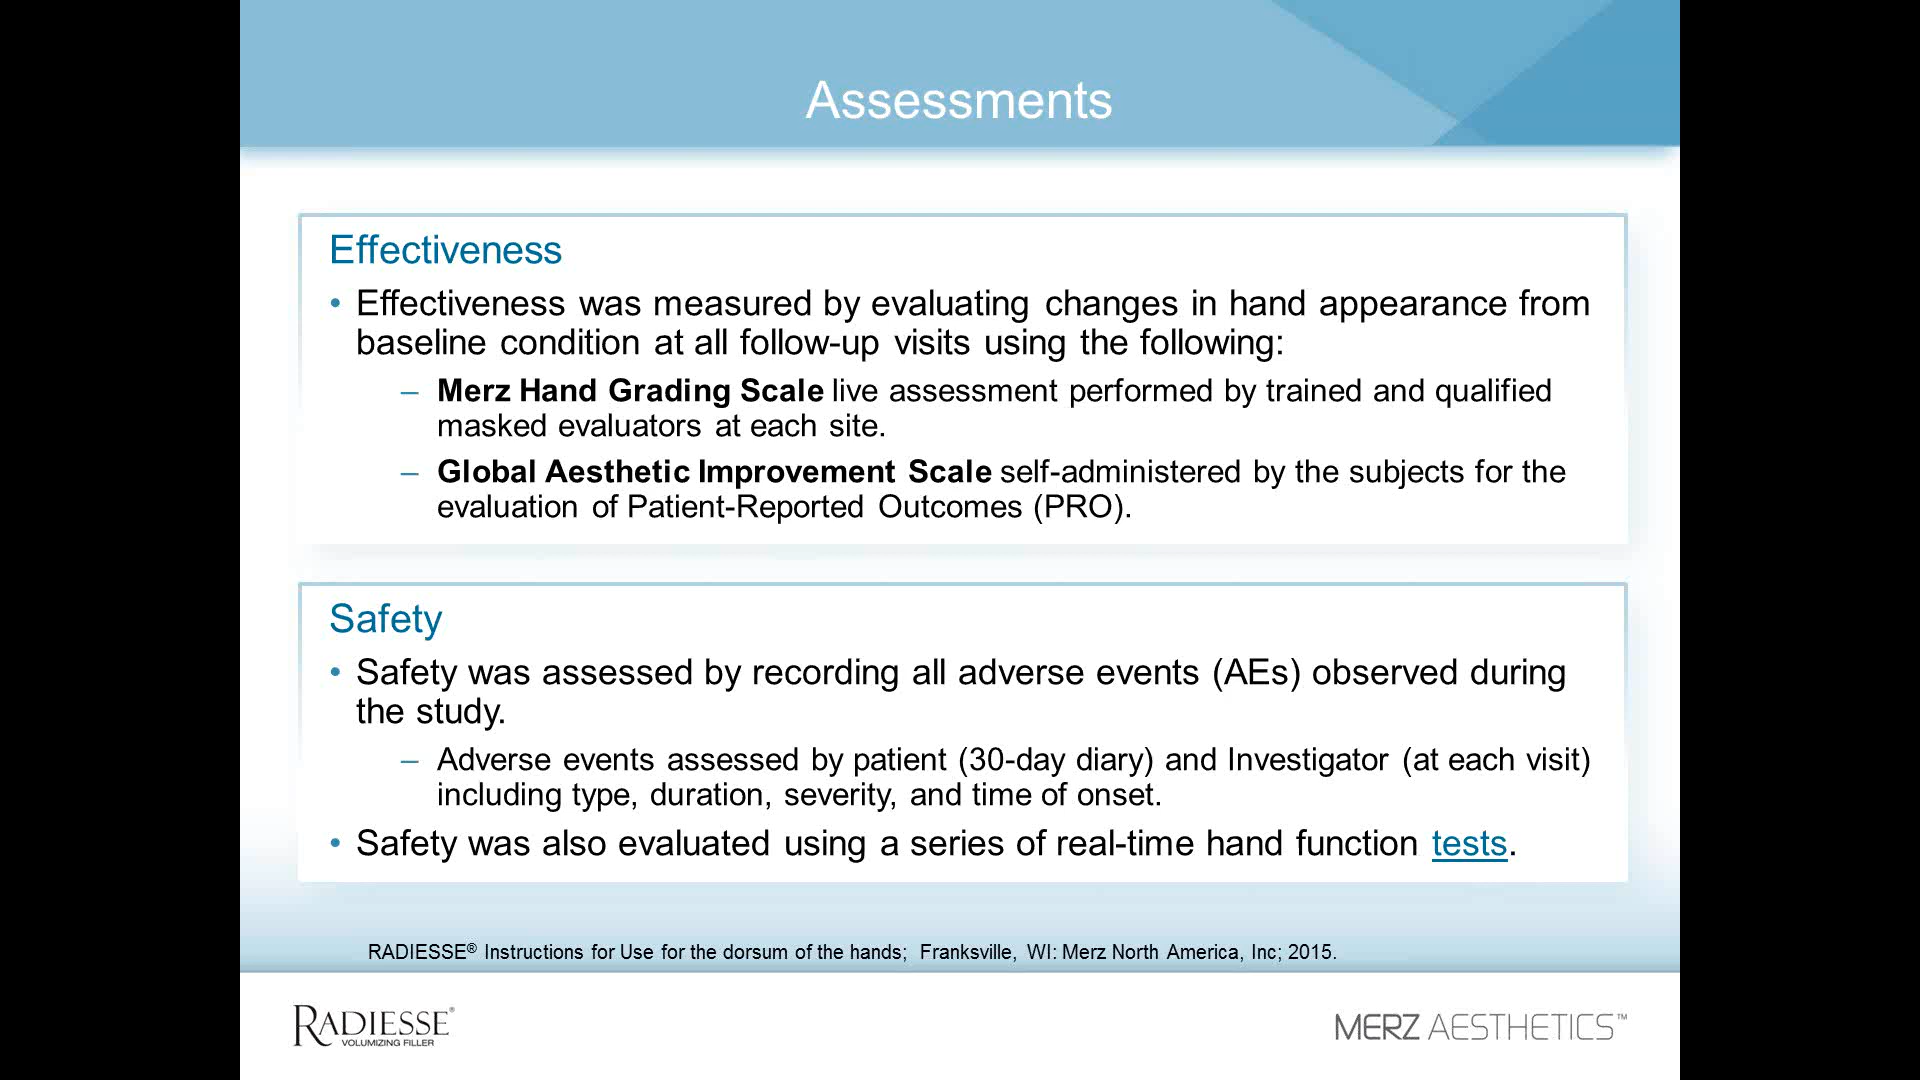 Assessments
Effectiveness
• Effectiveness was measured by evaluating changes in hand appearance from
baseline condition at all follow-up visits using the following:
– Merz Hand Grading Scale live assessment performed by trained and qualified
masked evaluators at each site.
– Global Aesthetic Improvement Scale self-administered by the subjects for the
evaluation of Patient-Reported Outcomes (PRO).
Safety
• Safety was assessed by recording all adverse events (AEs) observed during
the study.
– Adverse events assessed by patient (30-day diary) and Investigator (at each visit)
including type, duration, severity, and time of onset.
• Safety was also evaluated using a series of real-time hand function tests.
RADIESSE® Instructions for Use for the dorsum of the hands; Franksville, WI: Merz North America, Inc; 2015.
RADIESSE®
VOLUMIZING FILLER
MERZ AESTHETICS™